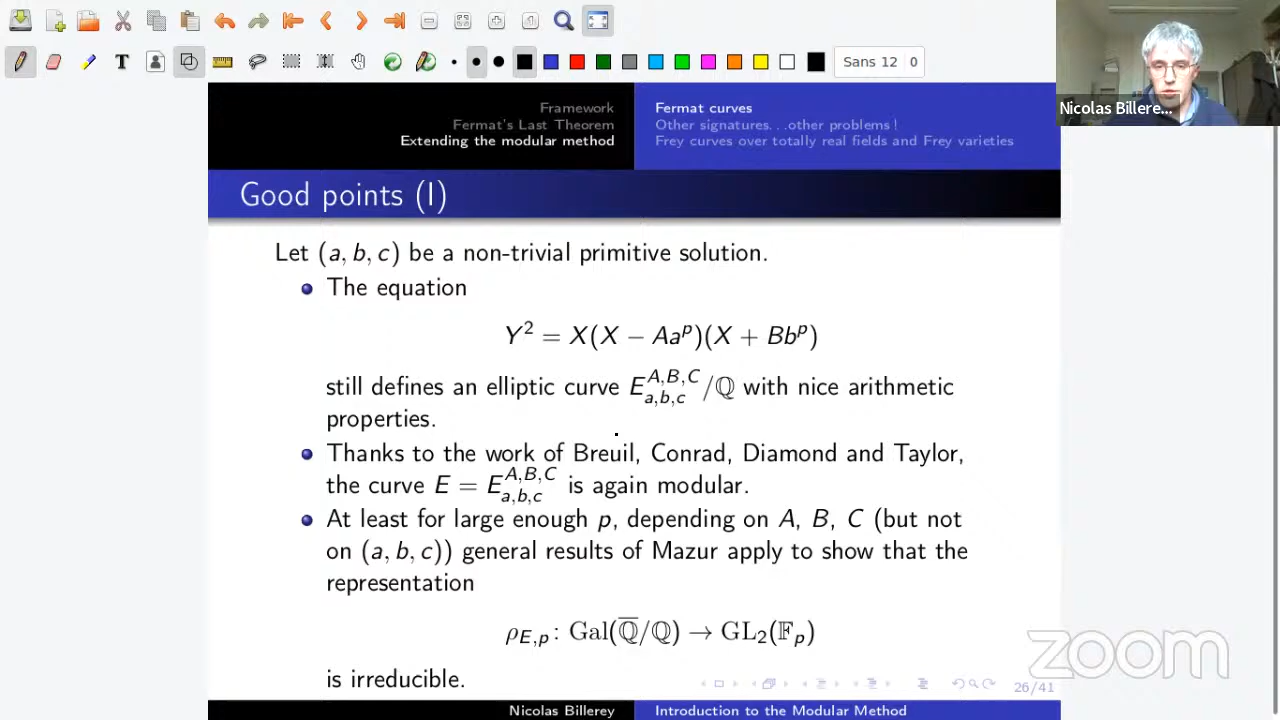 Sans 12 0
Nicolas Billere...
Framework
Fermat's Last Theorem
Extending the modular method
Fermat curves
Other signatures...other problems!
Frey curves over totally real fields and Frey varieties
Good points (I)
Let (a, b, c) be a non-trivial primitive solution.
The equation
Y² = X(X − Aaᵖ)(X + Bbᵖ)
still defines an elliptic curve E_{a,b,c}^{A,B,C}/ℚ with nice arithmetic
properties.
Thanks to the work of Breuil, Conrad, Diamond and Taylor,
the curve E = E_{a,b,c}^{A,B,C} is again modular.
At least for large enough p, depending on A, B, C (but not
on (a, b, c)) general results of Mazur apply to show that the
representation
ρ_{E,p}: Gal(ℚ̅/ℚ) → GL₂(𝔽ₚ)
is irreducible.
zoom
26/41
Nicolas Billerey
Introduction to the Modular Method